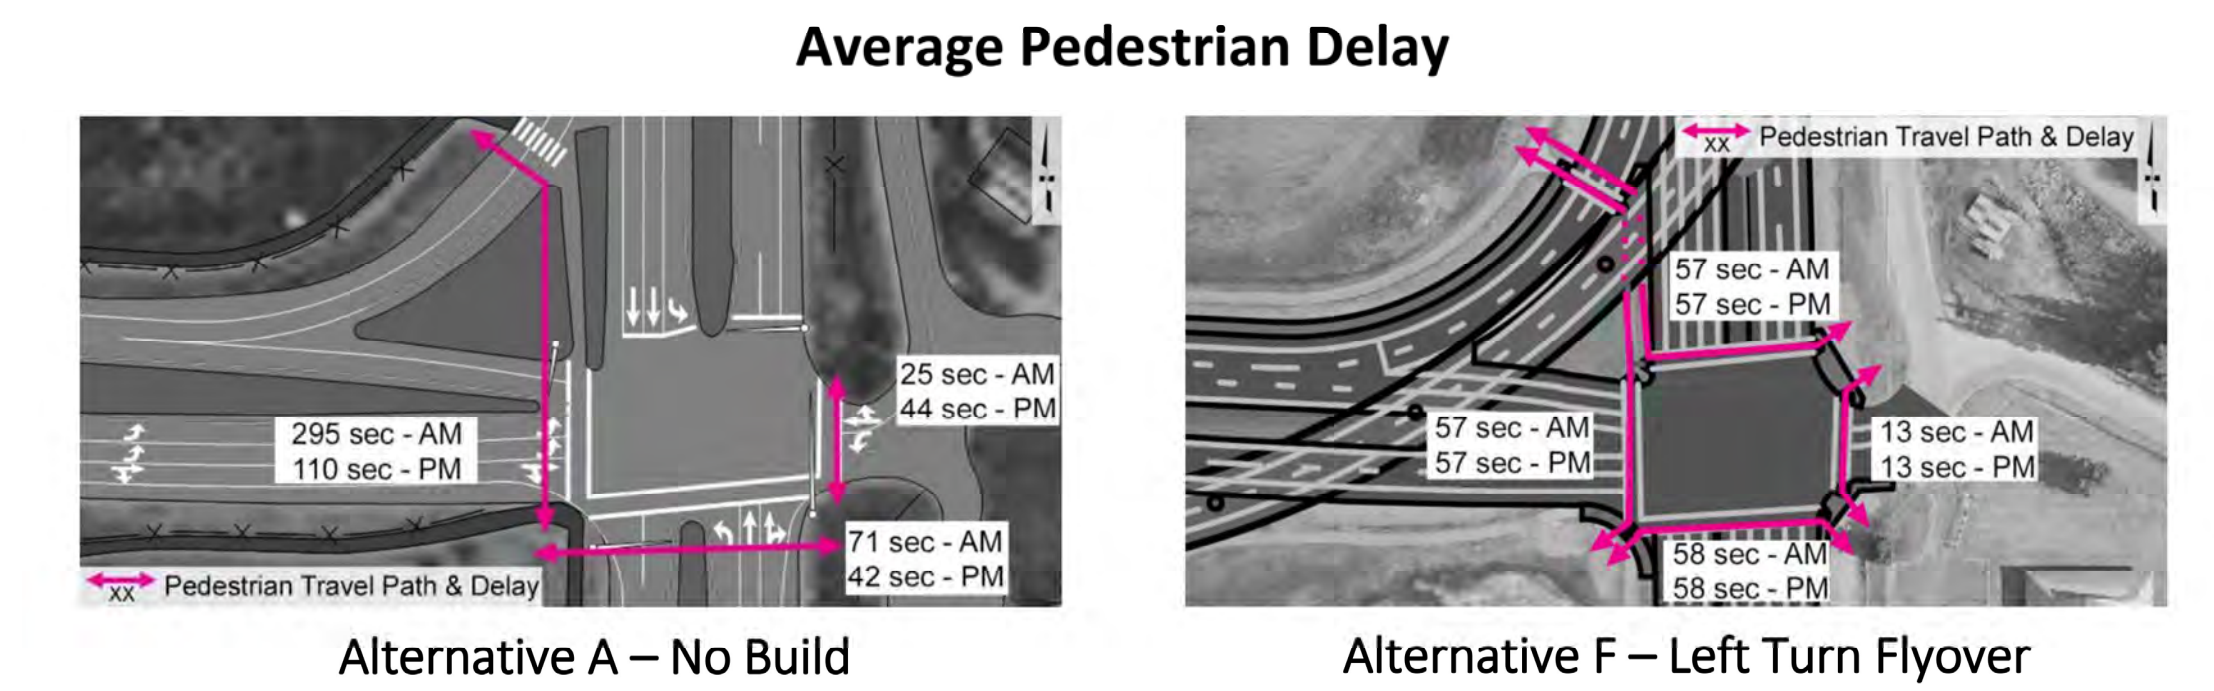 Average Pedestrian Delay
295 sec - AM
110 sec - PM
25 sec - AM
44 sec - PM
71 sec - AM
42 sec - PM
XX Pedestrian Travel Path & Delay
Alternative A – No Build
XX Pedestrian Travel Path & Delay
57 sec - AM
57 sec - PM
57 sec - AM
57 sec - PM
13 sec - AM
13 sec - PM
58 sec - AM
58 sec - PM
Alternative F – Left Turn Flyover